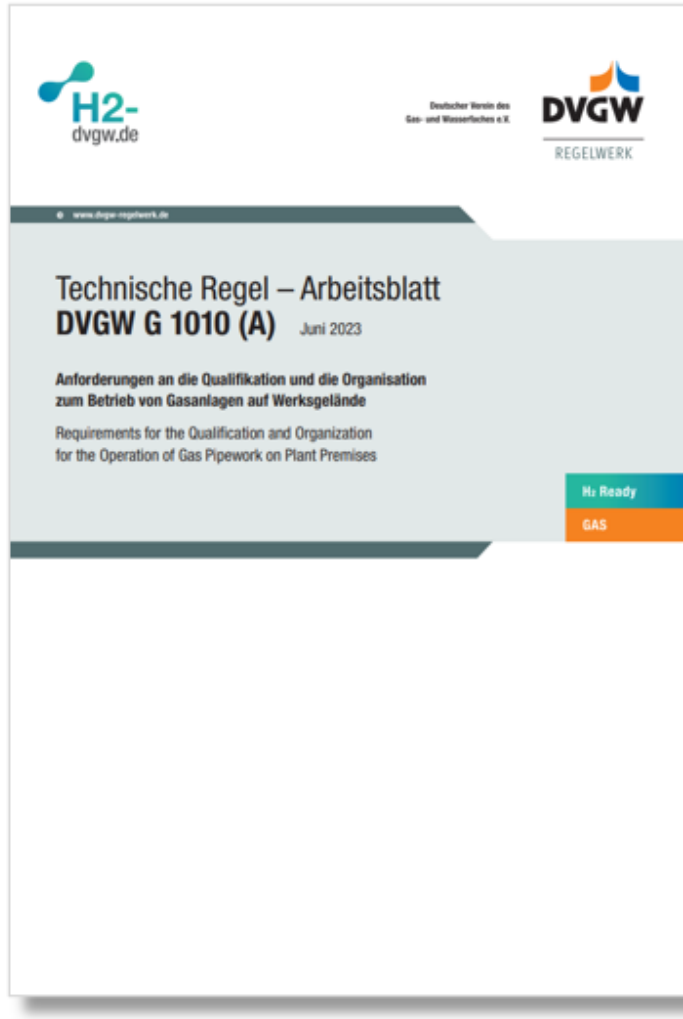 H2-
dvgw.de
Deutscher Verein des
Gas- und Wasserfaches e.V.
DVGW
REGELWERK
www.dvgw-regelwerk.de
Technische Regel – Arbeitsblatt
DVGW G 1010 (A) Juni 2023
Anforderungen an die Qualifikation und die Organisation
zum Betrieb von Gasanlagen auf Werksgelände
Requirements for the Qualification and Organization
for the Operation of Gas Pipework on Plant Premises
H₂ Ready
GAS